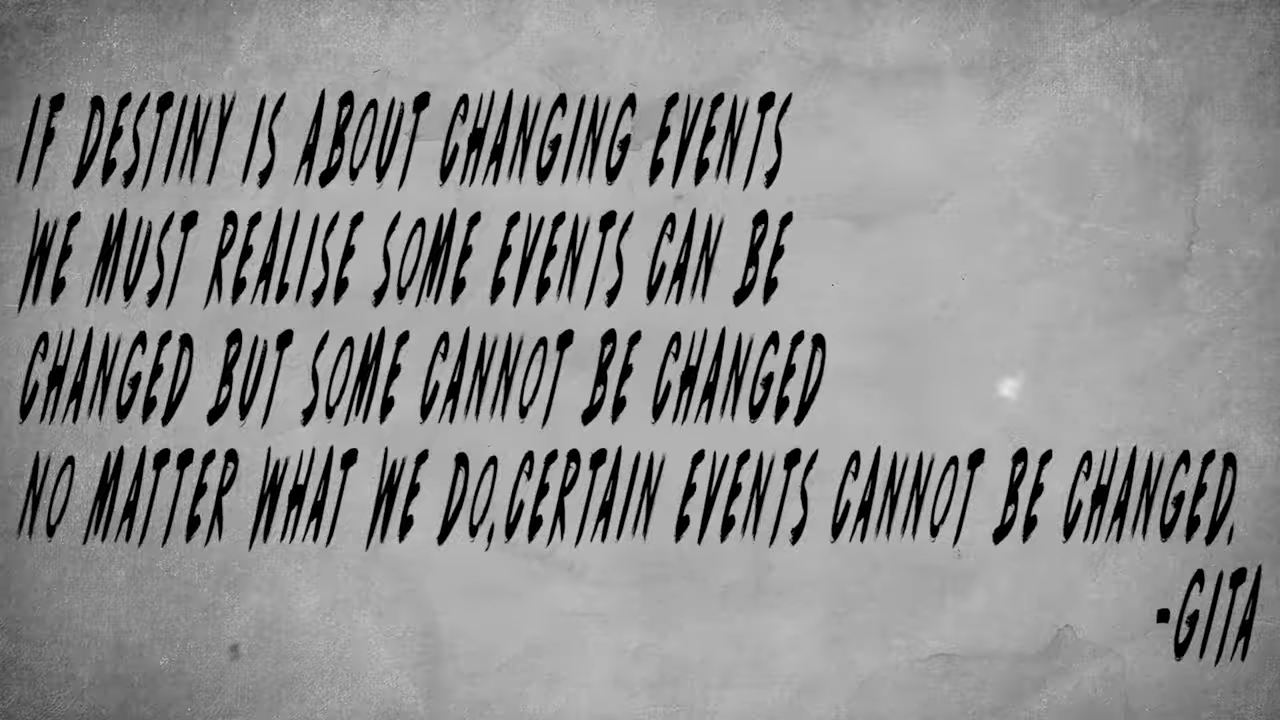 IF DESTINY IS ABOUT CHANGING EVENTS
WE MUST REALISE SOME EVENTS CAN BE
CHANGED BUT SOME CANNOT BE CHANGED
NO MATTER WHAT WE DO,CERTAIN EVENTS CANNOT BE CHANGED.
-GITA